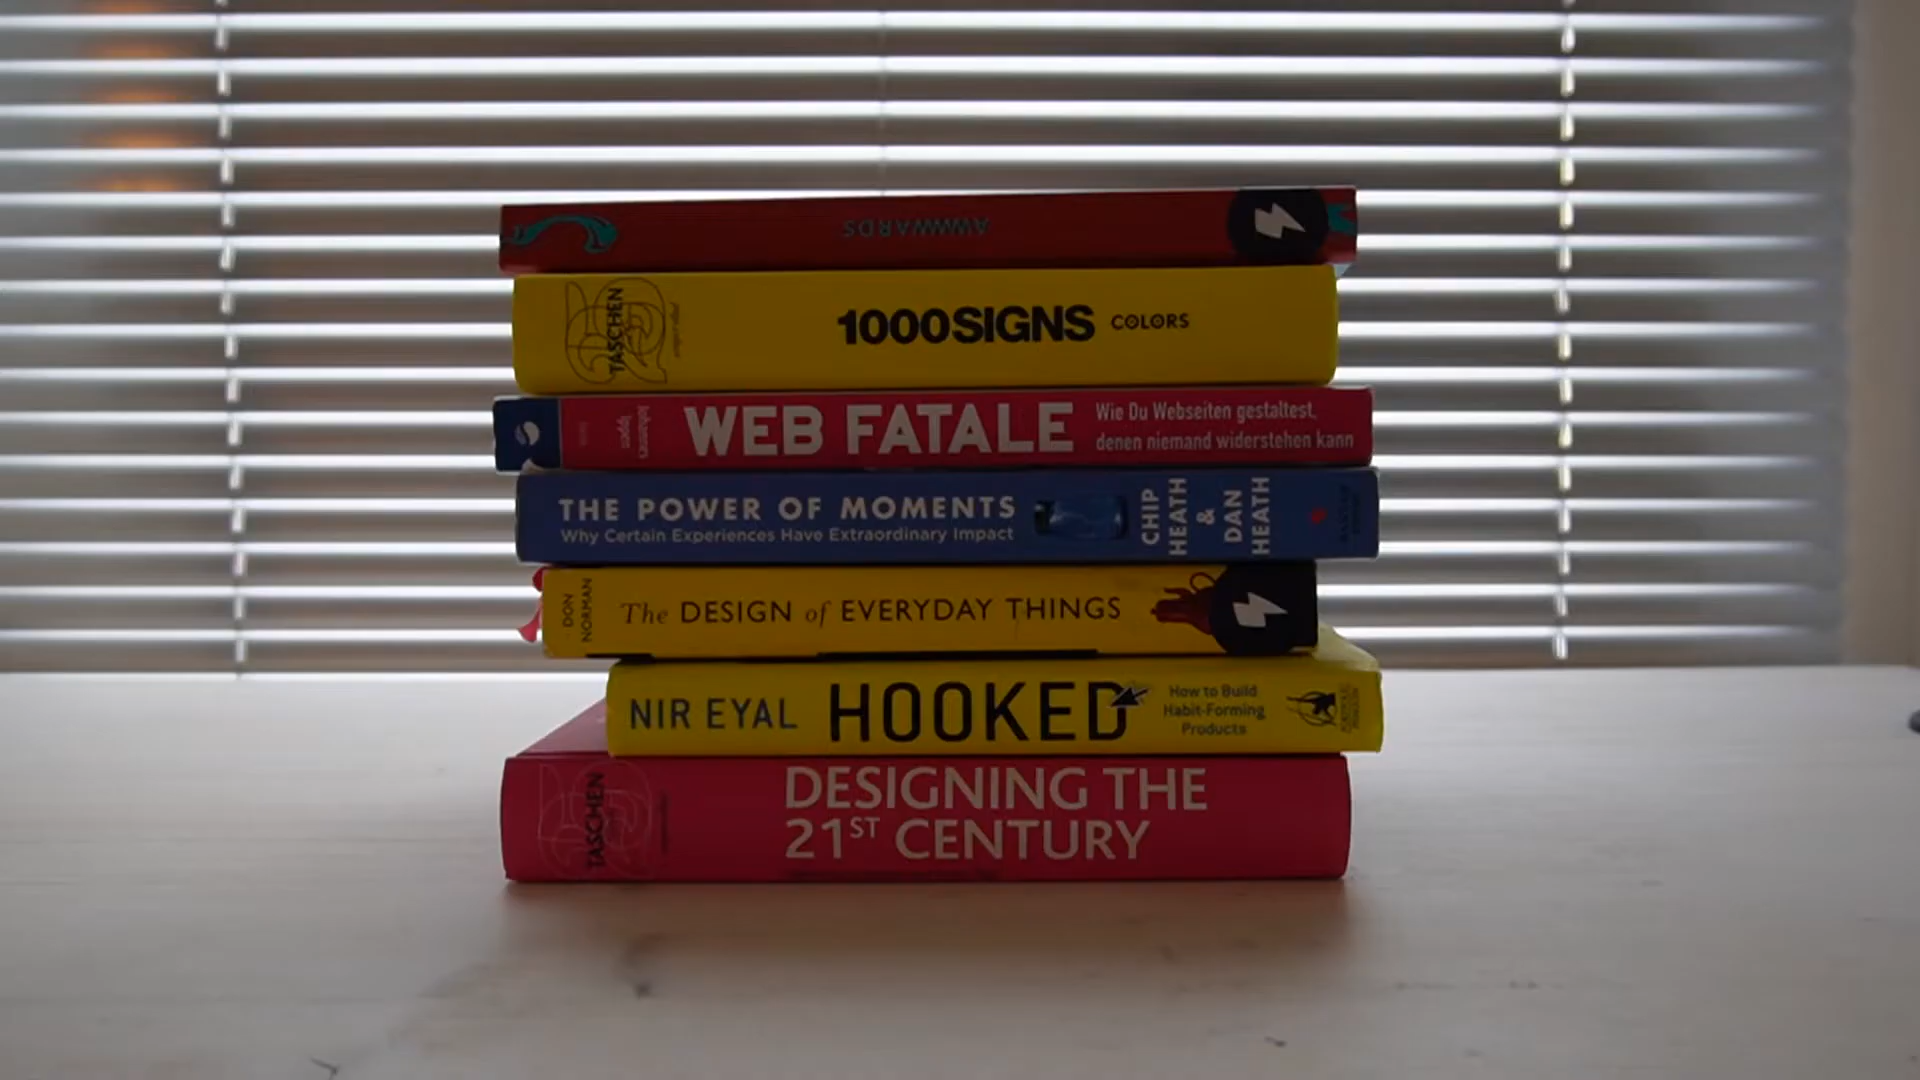 AWWWARDS
TASCHEN
1000SIGNS COLORS
WEB FATALE
Wie Du Webseiten gestaltest,
denen niemand widerstehen kann
THE POWER OF MOMENTS
Why Certain Experiences Have Extraordinary Impact
CHIP
HEATH
&
DAN
HEATH
DON
NORMAN
The DESIGN of EVERYDAY THINGS
NIR EYAL
HOOKED
How to Build
Habit-Forming
Products
TASCHEN
DESIGNING THE
21ST CENTURY